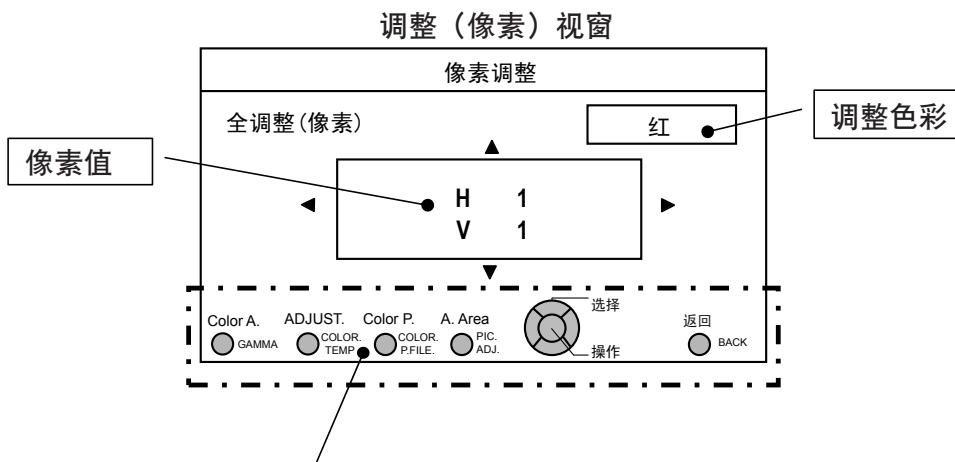 调整（像素）视窗
像素调整
全调整(像素)
红
调整色彩
像素值
H 1
V 1
选择
Color A. ADJUST. Color P. A. Area
返回
GAMMA COLOR. TEMP COLOR. P.FILE. PIC. ADJ.
BACK
操作